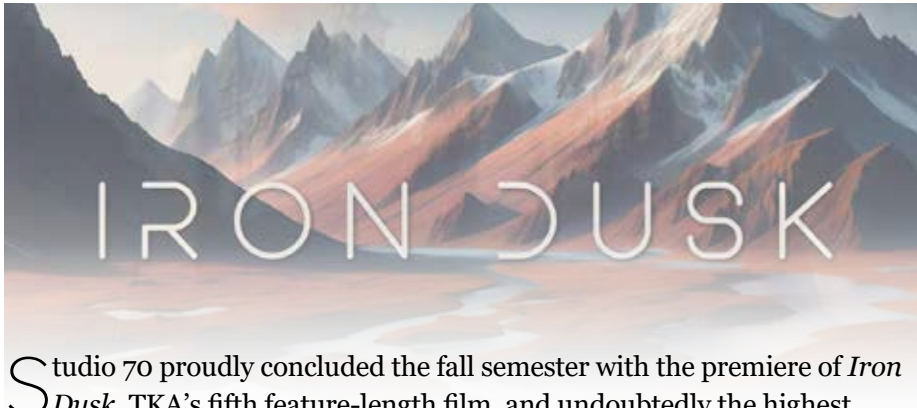 IRON DUSK
Studio 70 proudly concluded the fall semester with the premiere of Iron
Dusk, TKA’s fifth feature-length film, and undoubtedly the highest